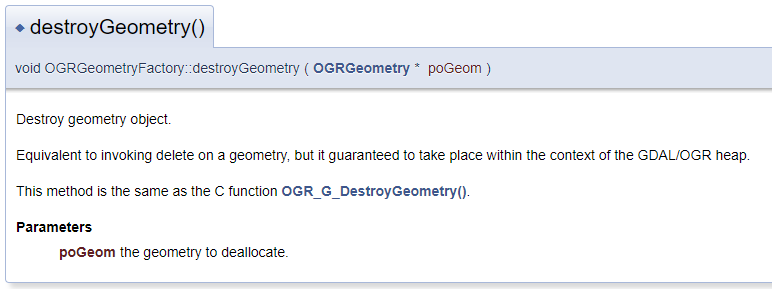 destroyGeometry()
void OGRGeometryFactory::destroyGeometry ( OGRGeometry * poGeom )
Destroy geometry object.
Equivalent to invoking delete on a geometry, but it guaranteed to take place within the context of the GDAL/OGR heap.
This method is the same as the C function OGR_G_DestroyGeometry().
Parameters
poGeom the geometry to deallocate.